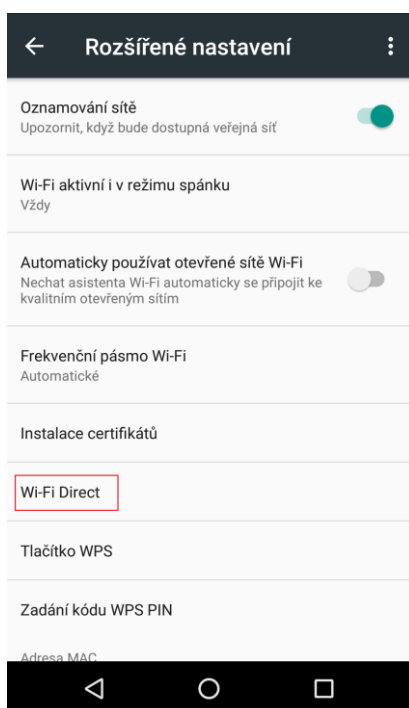 Rozšířené nastavení
Oznamování sítě
Upozornit, když bude dostupná veřejná síť
Wi-Fi aktivní i v režimu spánku
Vždy
Automaticky používat otevřené sítě Wi-Fi
Nechat asistenta Wi-Fi automaticky se připojit ke
kvalitním otevřeným sítím
Frekvenční pásmo Wi-Fi
Automatické
Instalace certifikátů
Wi-Fi Direct
Tlačítko WPS
Zadání kódu WPS PIN
Adresa MAC